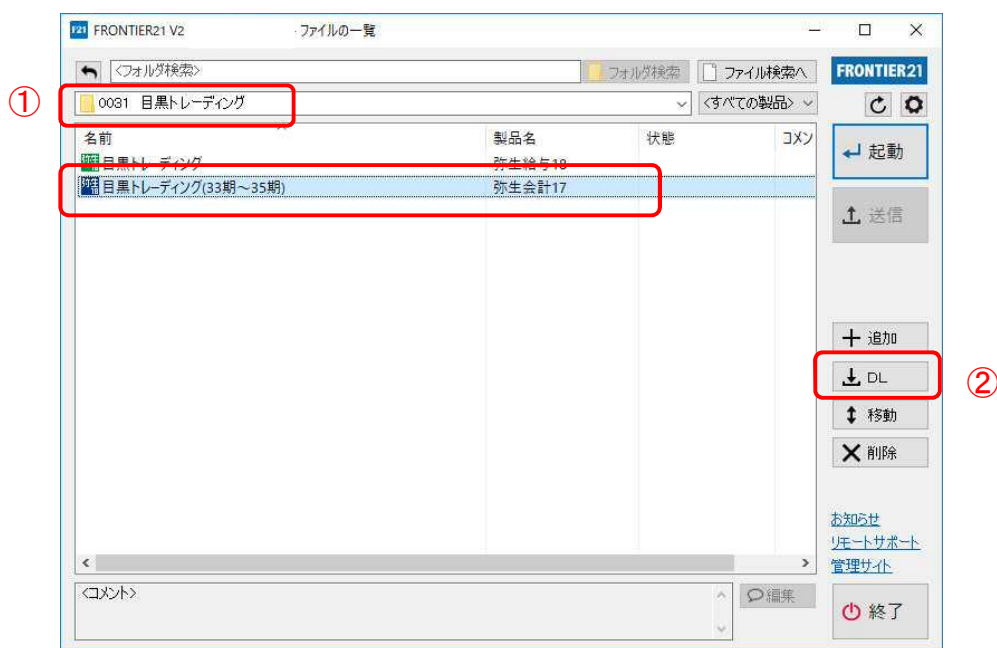 F21 FRONTIER21 V2 ・ファイルの一覧
<フォルダ検索> フォルダ検索 ファイル検索へ FRONTIER21
① 0031 目黒トレーディング <すべての製品>
名前 製品名 状態 コメン
弥生 目黒トレーディング 弥生給与18
弥生 目黒トレーディング(33期~35期) 弥生会計17
起動
送信
追加
DL ②
移動
削除
お知らせ
リモートサポート
管理サイト
<コメント> 編集
終了